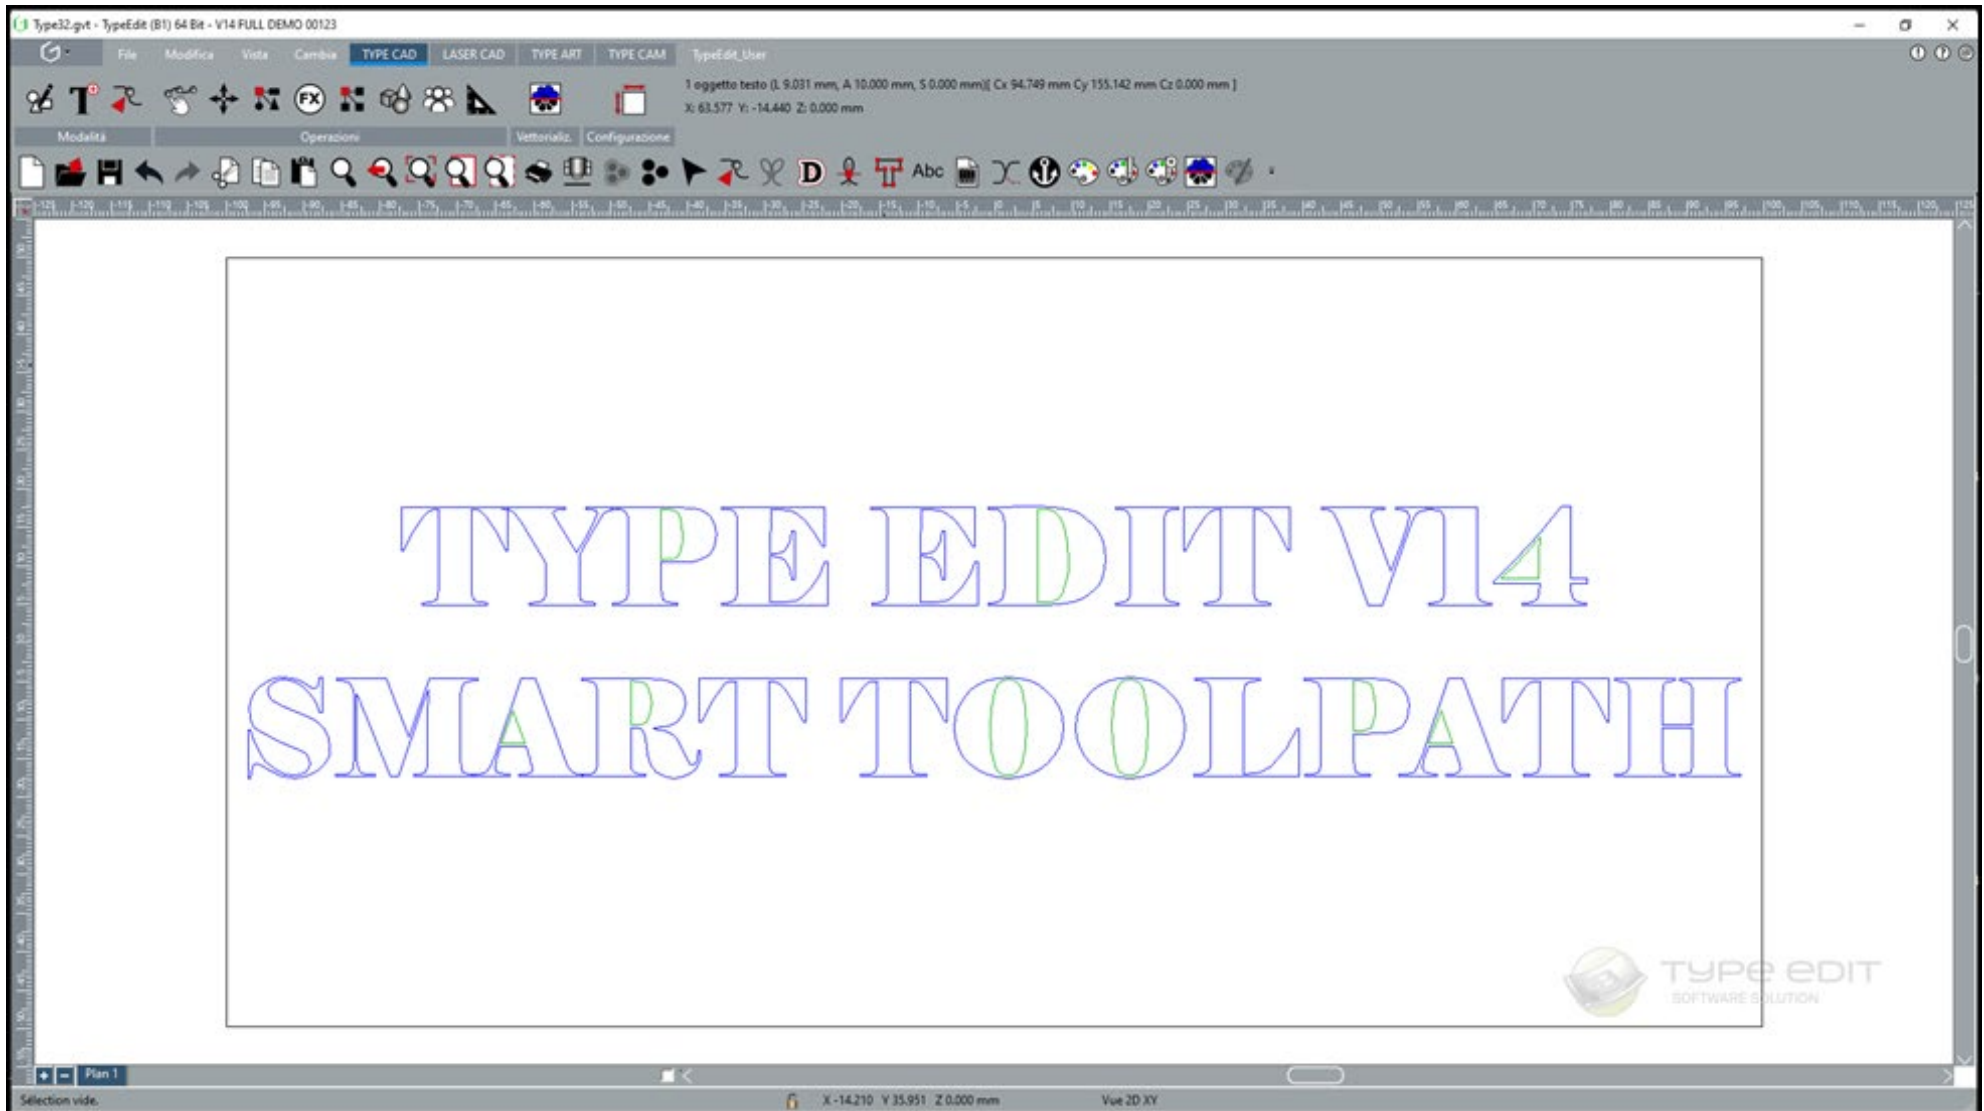 Type32.gvt - TypeEdit (B1) 64 Bit - V14 FULL DEMO 00123
File Modifica Vista Cambia TYPE CAD LASER CAD TYPE ART TYPE CAM TypeEdit_User
1 oggetto testo (L 9.031 mm, A 10.000 mm, S 0.000 mm)[ Cx 94.749 mm Cy 155.142 mm Cz 0.000 mm ]
X: 63.577 Y: -14.440 Z: 0.000 mm
T FX
Modalità Operazioni Vettorializ. Configurazione
D Abc
TYPE EDIT V14
SMART TOOLPATH
TYPE EDIT
SOFTWARE SOLUTION
Plan 1
Sélection vide. X -14.210 Y 35.951 Z 0.000 mm Vue 2D XY